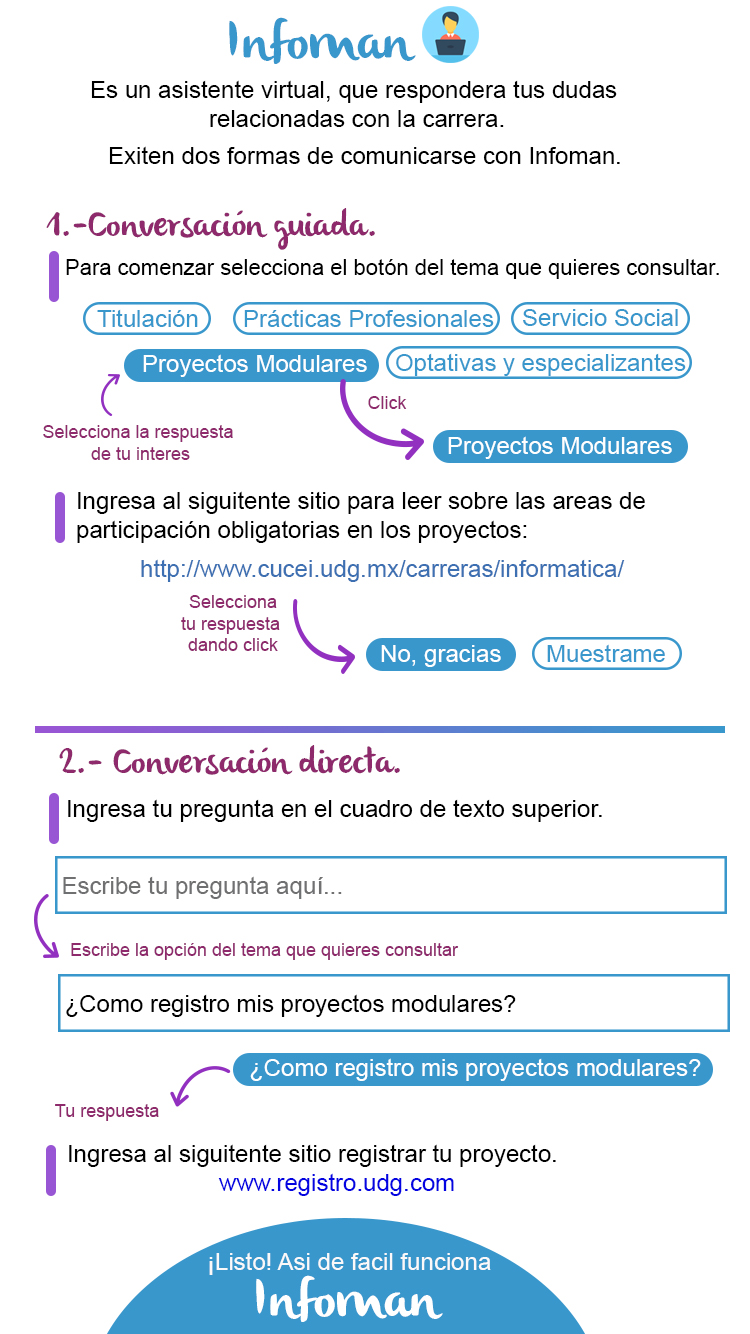 Infoman
Es un asistente virtual, que respondera tus dudas
relacionadas con la carrera.
Exiten dos formas de comunicarse con Infoman.
1.-Conversación guiada.
Para comenzar selecciona el botón del tema que quieres consultar.
Titulación
Prácticas Profesionales
Servicio Social
Proyectos Modulares
Optativas y especializantes
Click
Selecciona la respuesta
de tu interes
Proyectos Modulares
Ingresa al siguitente sitio para leer sobre las areas de
participación obligatorias en los proyectos:
http://www.cucei.udg.mx/carreras/informatica/
Selecciona
tu respuesta
dando click
No, gracias
Muestrame
2.- Conversación directa.
Ingresa tu pregunta en el cuadro de texto superior.
Escribe tu pregunta aquí...
Escribe la opción del tema que quieres consultar
¿Como registro mis proyectos modulares?
¿Como registro mis proyectos modulares?
Tu respuesta
Ingresa al siguitente sitio registrar tu proyecto.
www.registro.udg.com
¡Listo! Asi de facil funciona
Infoman